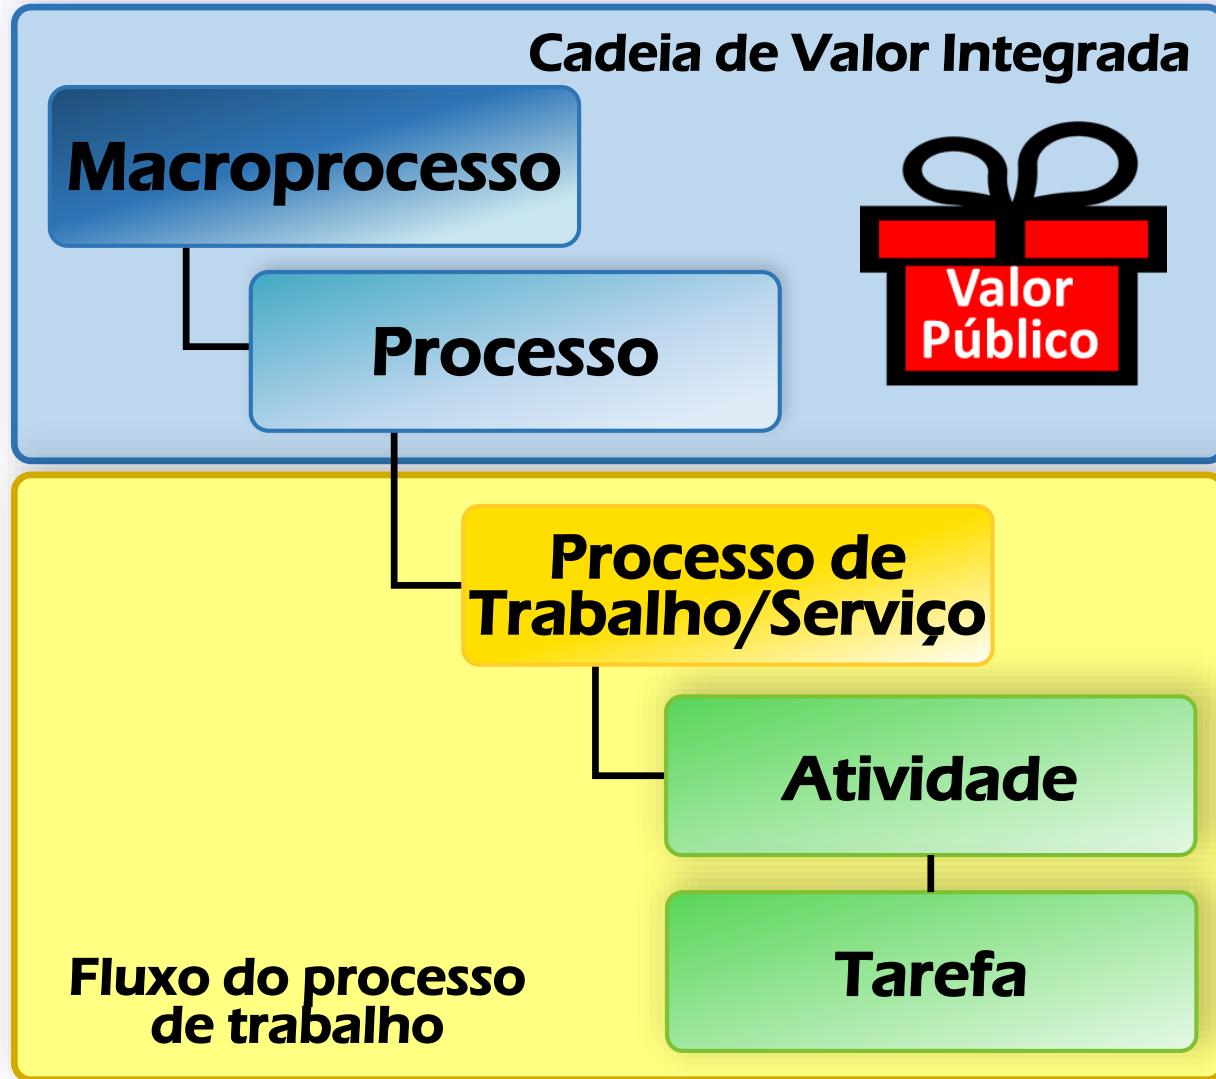 Cadeia de Valor Integrada
Macroprocesso
Processo
Valor
Público
Processo de
Trabalho/Serviço
Atividade
Tarefa
Fluxo do processo
de trabalho